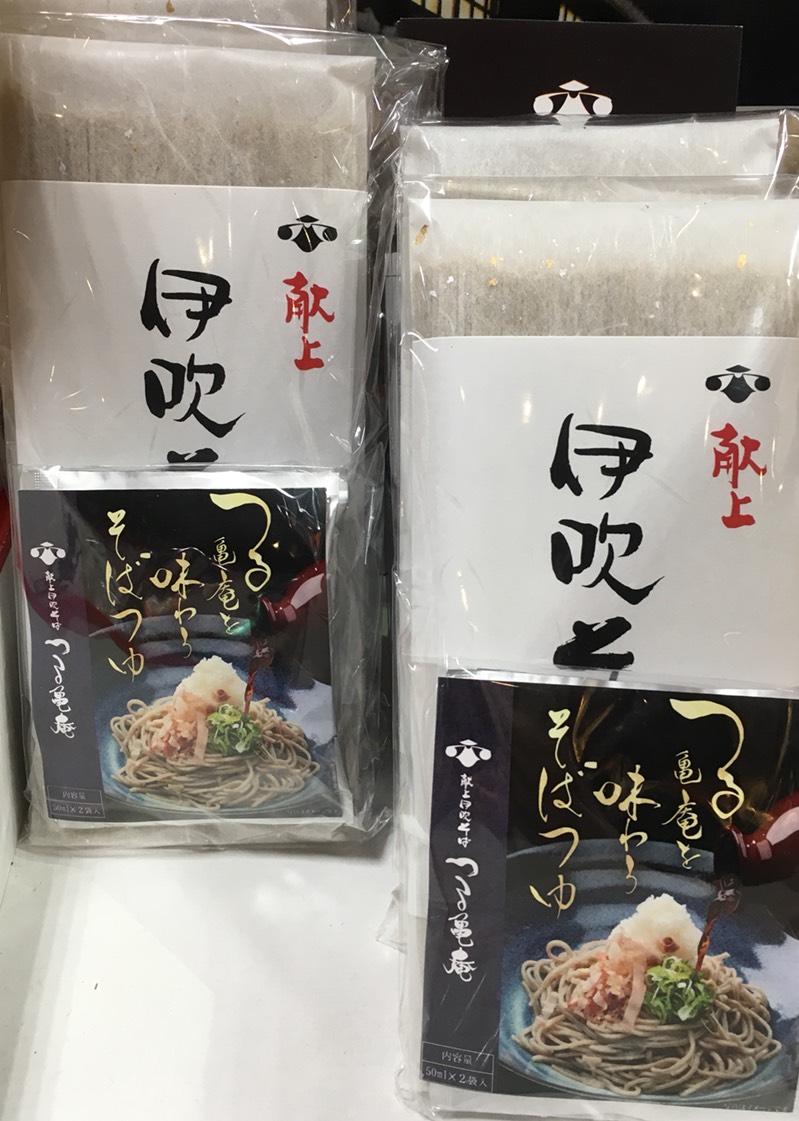 献上
伊吹そ
つる
亀庵を
味わう
そばつゆ
献上伊吹そば
つる亀庵
内容量
50ml×2袋入
献上
伊吹そ
つる
亀庵を
味わう
そばつゆ
献上伊吹そば
つる亀庵
内容量
50ml×2袋入